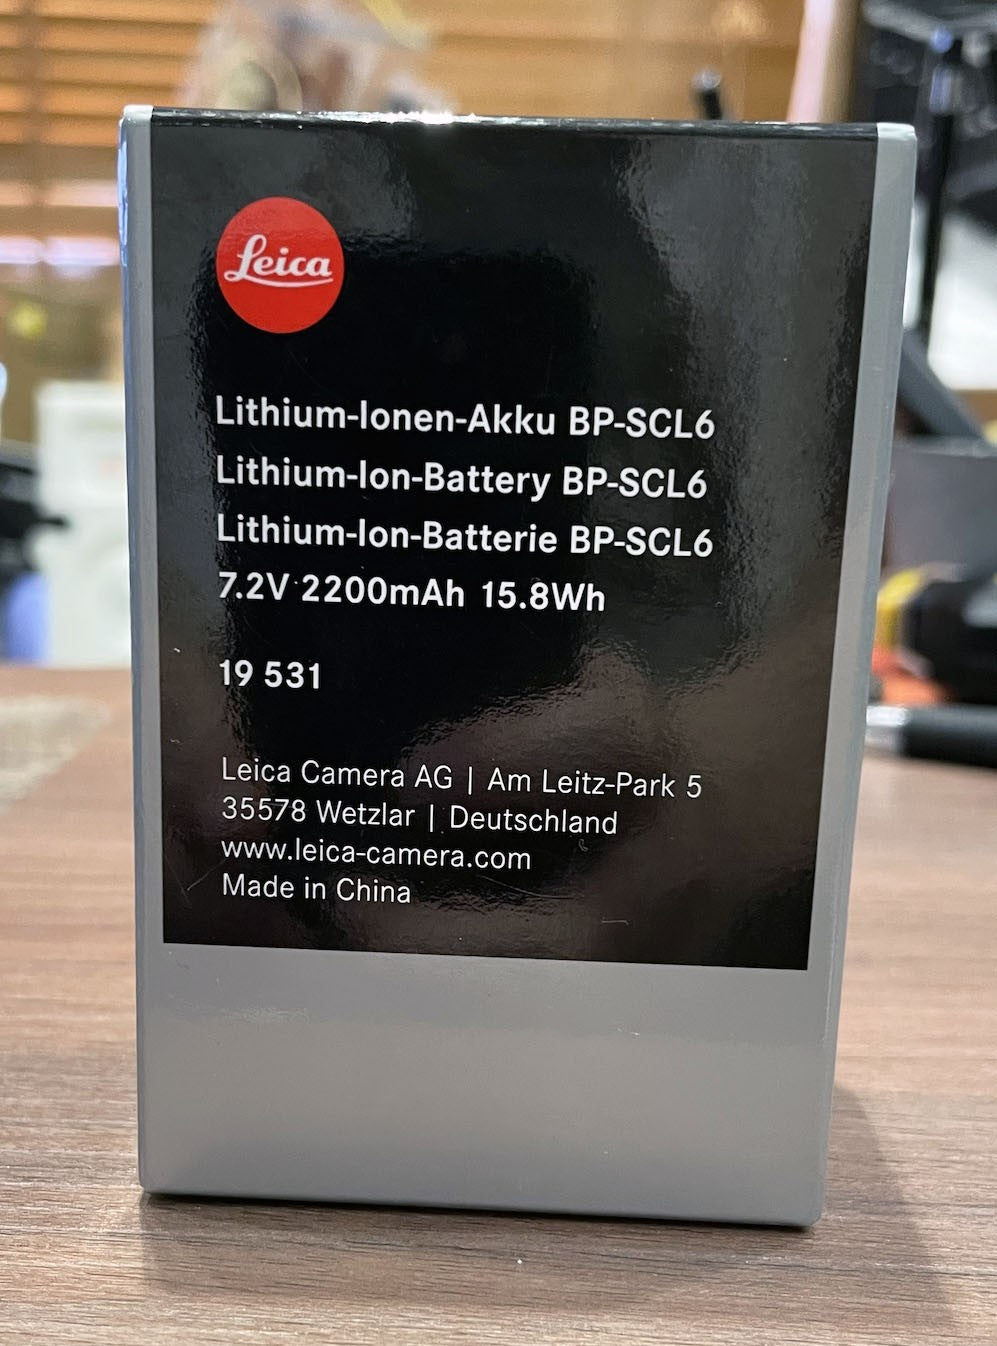 Leica
Lithium-Ionen-Akku BP-SCL6
Lithium-Ion-Battery BP-SCL6
Lithium-Ion-Batterie BP-SCL6
7.2V 2200mAh 15.8Wh
19 531
Leica Camera AG | Am Leitz-Park 5
35578 Wetzlar | Deutschland
www.leica-camera.com
Made in China